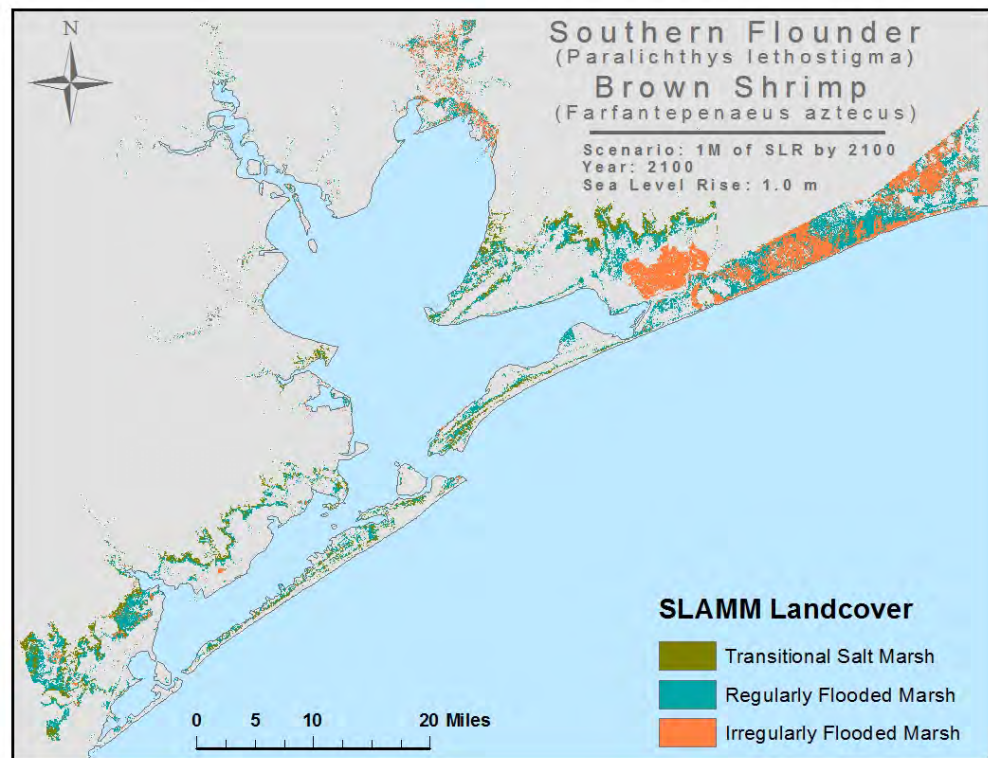 N
Southern Flounder
(Paralichthys lethostigma)
Brown Shrimp
(Farfantepenaeus aztecus)
Scenario: 1M of SLR by 2100
Year: 2100
Sea Level Rise: 1.0 m
SLAMM Landcover
Transitional Salt Marsh
Regularly Flooded Marsh
Irregularly Flooded Marsh
0 5 10 20 Miles